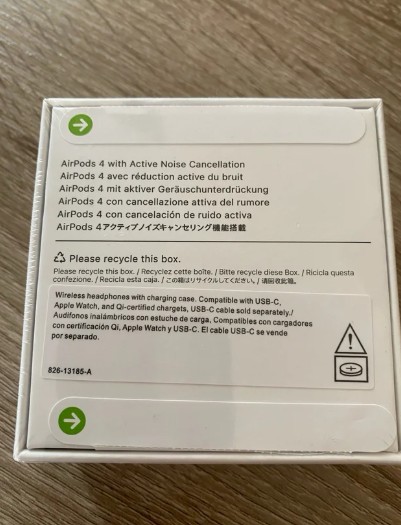 AirPods 4 with Active Noise Cancellation
AirPods 4 avec réduction active du bruit
AirPods 4 mit aktiver Geräuschunterdrückung
AirPods 4 con cancellazione attiva del rumore
AirPods 4 con cancelación de ruido activa
AirPods 4アクティブノイズキャンセリング機能搭載
Please recycle this box.
Please recycle this box. / Recyclez cette boîte. / Bitte recycle diese Box. / Ricicla questa
confezione. / Recicla esta caja. / この箱はリサイクルしてください。/ 请回收此箱。
Wireless headphones with charging case. Compatible with USB-C,
Apple Watch, and Qi-certified chargers, USB-C cable sold separately./
Audífonos inalámbricos con estuche de carga. Compatibles con cargadores
con certificación Qi, Apple Watch y USB-C. El cable USB-C se vende
por separado.
826-13185-A